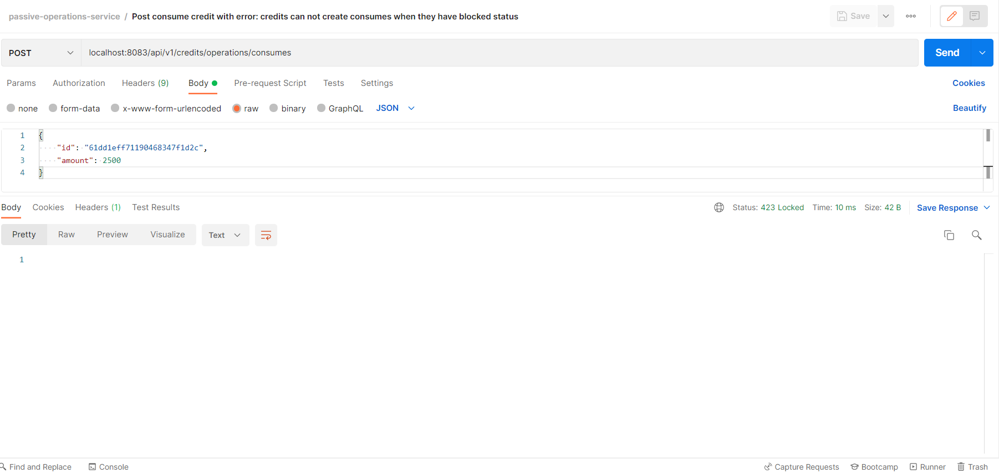 passive-operations-service / Post consume credit with error: credits can not create consumes when they have blocked status
Save
POST localhost:8083/api/v1/credits/operations/consumes Send
Params Authorization Headers (9) Body Pre-request Script Tests Settings Cookies
none form-data x-www-form-urlencoded raw binary GraphQL JSON Beautify
1 {
2 "id": "61dd1eff71190468347f1d2c",
3 "amount": 2500
4 }
Body Cookies Headers (1) Test Results Status: 423 Locked Time: 10 ms Size: 42 B Save Response
Pretty Raw Preview Visualize Text
1
Find and Replace Console Capture Requests Bootcamp Runner Trash